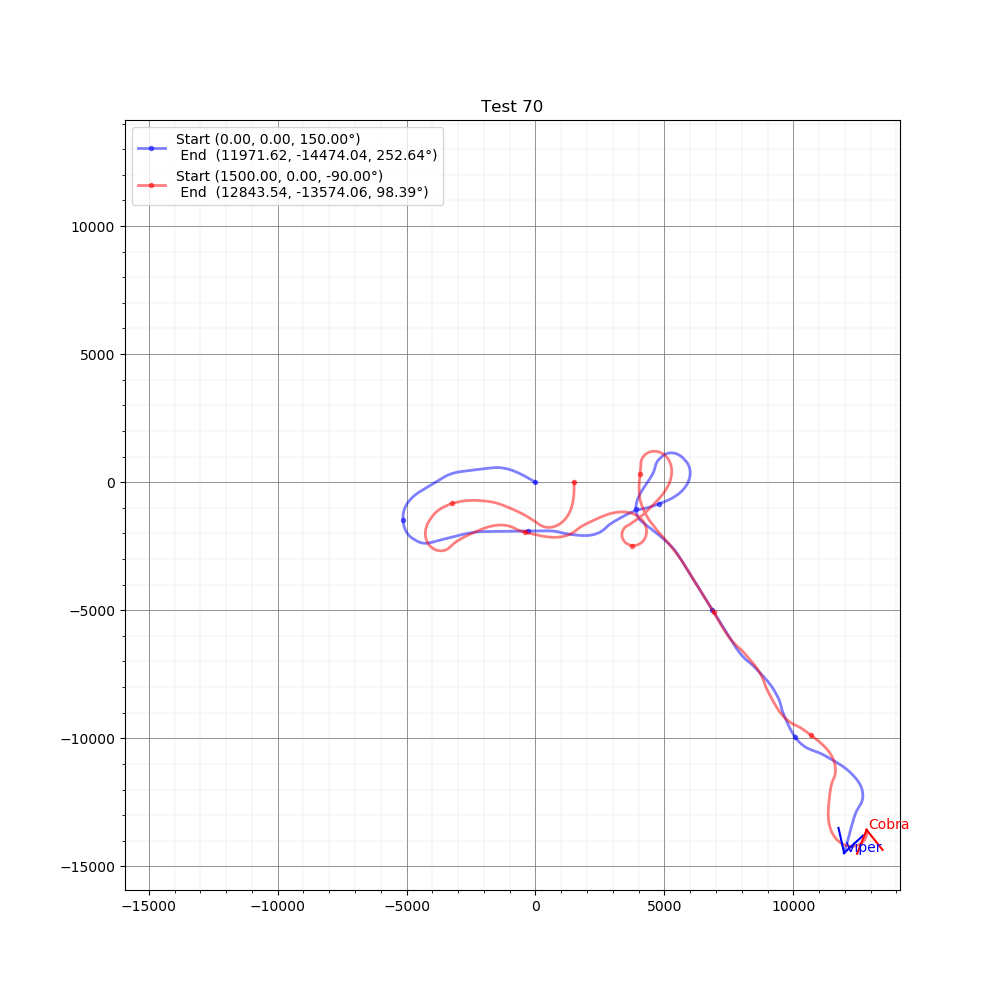 Test 70
Start (0.00, 0.00, 150.00°)
End  (11971.62, -14474.04, 252.64°)
Start (1500.00, 0.00, -90.00°)
End  (12843.54, -13574.06, 98.39°)
10000
5000
0
−5000
−10000
Cobra
Viper
−15000
−15000 −10000 −5000 0 5000 10000